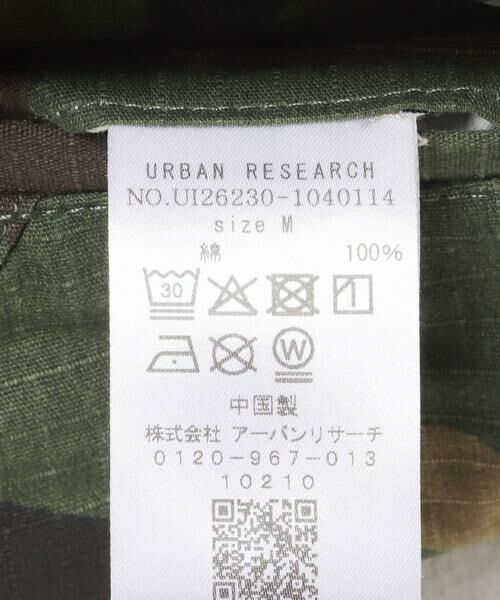 URBAN RESEARCH
NO.UI26230-1040114
size M
綿 100%
30
W
中国製
株式会社 アーバンリサーチ
0120-967-013
10210